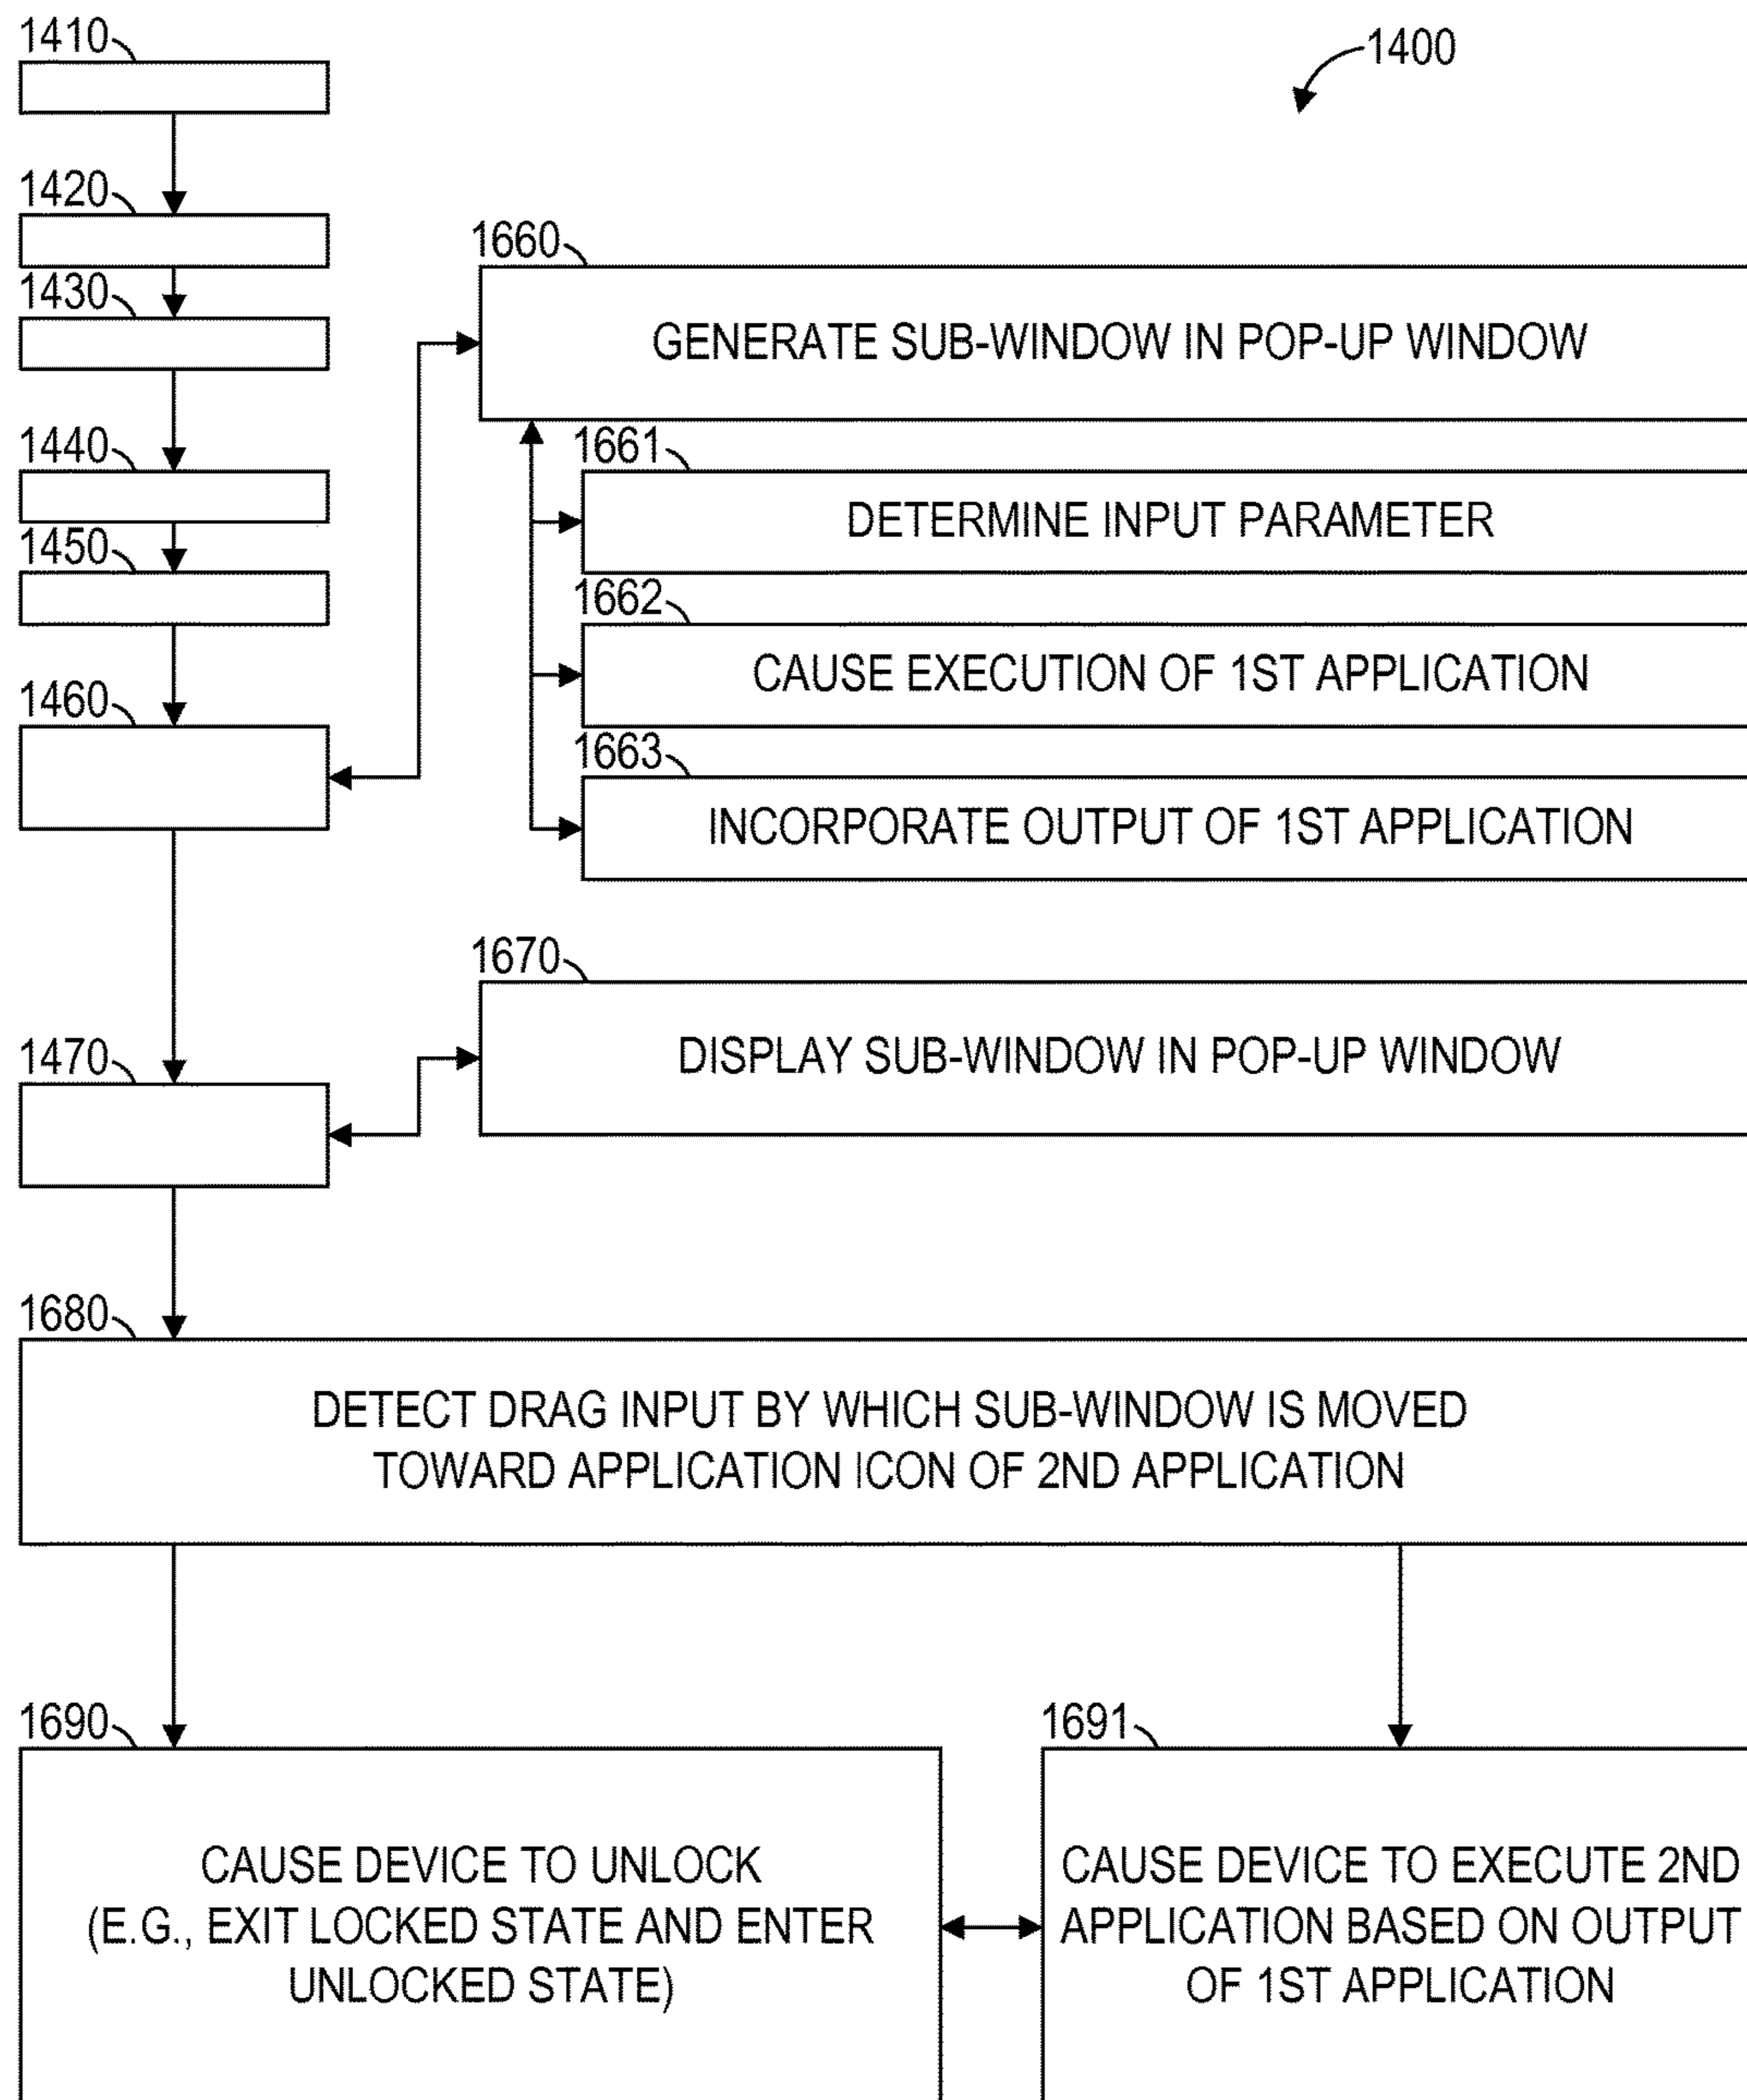 1410
1400
1420
1660
1430
GENERATE SUB-WINDOW IN POP-UP WINDOW
1440
1661
DETERMINE INPUT PARAMETER
1450
1662
CAUSE EXECUTION OF 1ST APPLICATION
1460
1663
INCORPORATE OUTPUT OF 1ST APPLICATION
1670
DISPLAY SUB-WINDOW IN POP-UP WINDOW
1470
1680
DETECT DRAG INPUT BY WHICH SUB-WINDOW IS MOVED
TOWARD APPLICATION ICON OF 2ND APPLICATION
1690
CAUSE DEVICE TO UNLOCK
(E.G., EXIT LOCKED STATE AND ENTER
UNLOCKED STATE)
1691
CAUSE DEVICE TO EXECUTE 2ND
APPLICATION BASED ON OUTPUT
OF 1ST APPLICATION